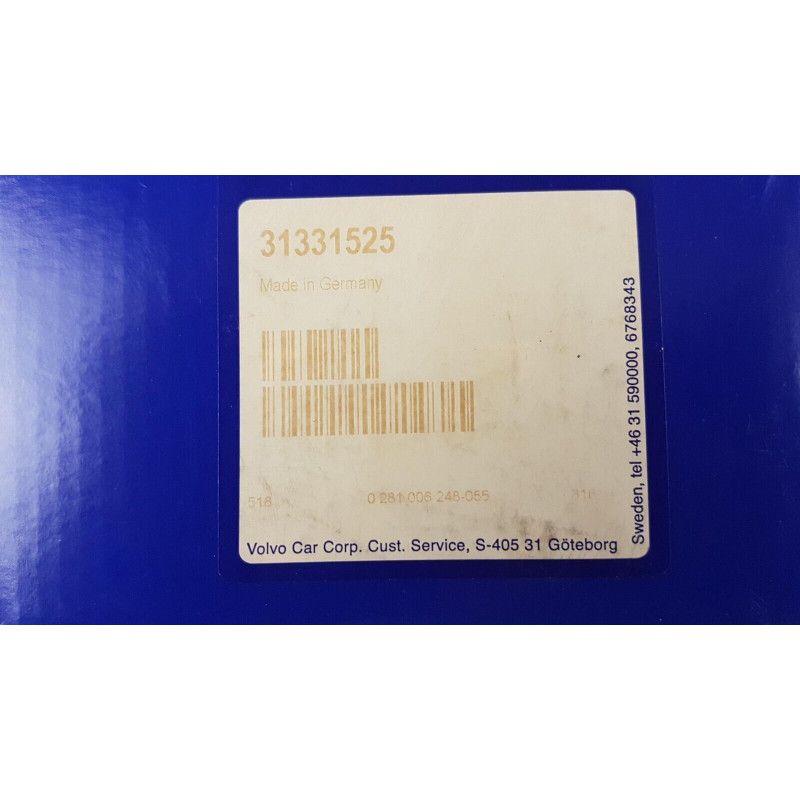 31331525
Made in Germany
518 0 281 006 248-055
Volvo Car Corp. Cust. Service, S-405 31 Göteborg
Sweden, tel +46 31 590000, 6768343